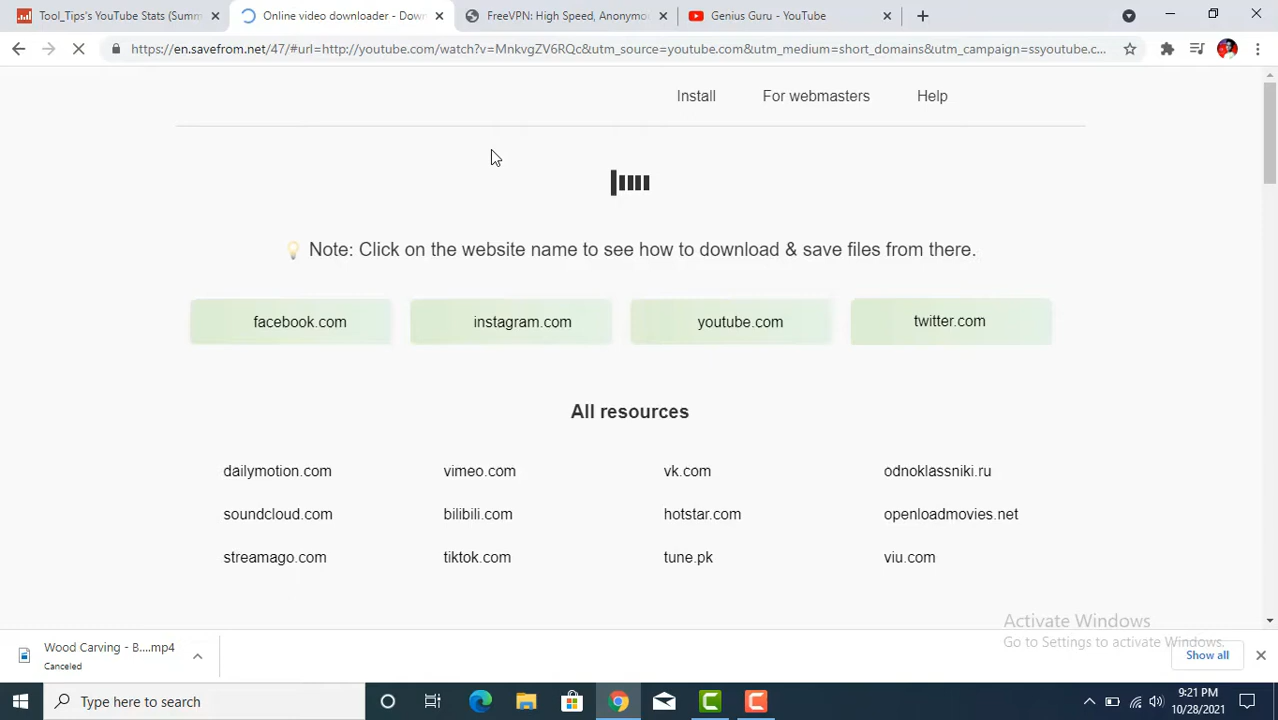 Tool_Tips's YouTube Stats (Summ
Online video downloader - Down
FreeVPN: High Speed, Anonymo
Genius Guru - YouTube
https://en.savefrom.net/47/#url=http://youtube.com/watch?v=MnkvgZV6RQc&utm_source=youtube.com&utm_medium=short_domains&utm_campaign=ssyoutube.c...
Install For webmasters Help
Note: Click on the website name to see how to download & save files from there.
facebook.com instagram.com youtube.com twitter.com
All resources
dailymotion.com vimeo.com vk.com odnoklassniki.ru
soundcloud.com bilibili.com hotstar.com openloadmovies.net
streamago.com tiktok.com tune.pk viu.com
Activate Windows
Go to Settings to activate Windows.
Wood Carving - B....mp4
Canceled
Show all
Type here to search
9:21 PM
10/28/2021